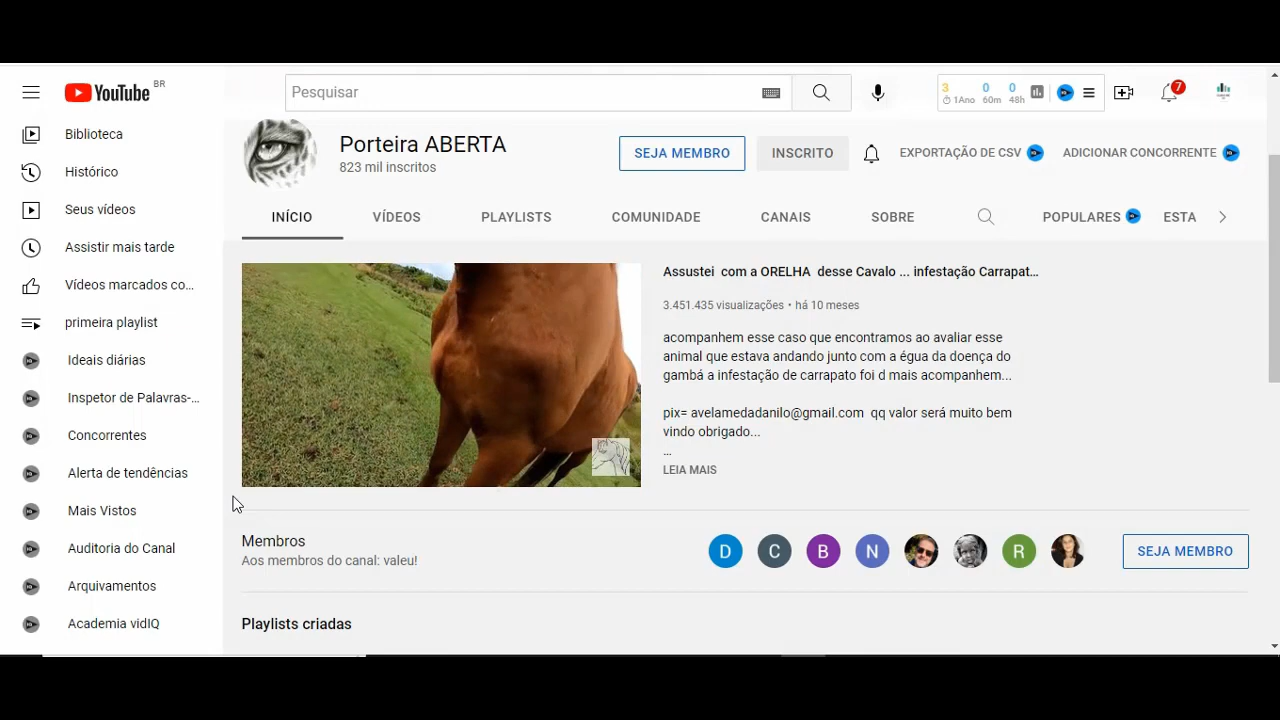 YouTube BR
Pesquisar
3 0 0
1Ano 60m 48h
7
Biblioteca
Histórico
Seus vídeos
Assistir mais tarde
Vídeos marcados co...
primeira playlist
Ideais diárias
Inspetor de Palavras-...
Concorrentes
Alerta de tendências
Mais Vistos
Auditoria do Canal
Arquivamentos
Academia vidIQ
Porteira ABERTA
823 mil inscritos
SEJA MEMBRO
INSCRITO
EXPORTAÇÃO DE CSV
ADICIONAR CONCORRENTE
INÍCIO VÍDEOS PLAYLISTS COMUNIDADE CANAIS SOBRE POPULARES ESTA
Assustei com a ORELHA desse Cavalo ... infestação Carrapat...
3.451.435 visualizações • há 10 meses
acompanhem esse caso que encontramos ao avaliar esse
animal que estava andando junto com a égua da doença do
gambá a infestação de carrapato foi d mais acompanhem...
pix= avelamedadanilo@gmail.com qq valor será muito bem
vindo obrigado...
...
LEIA MAIS
Membros
Aos membros do canal: valeu!
D C B N R
SEJA MEMBRO
Playlists criadas